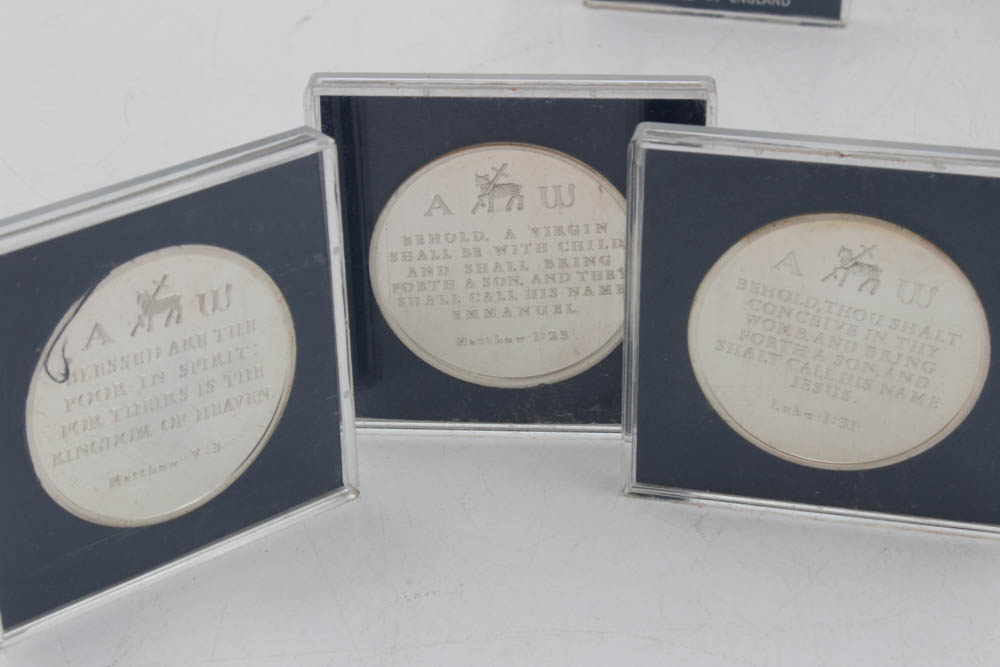 OF ENGLAND
A W
BLESSED ARE THE
POOR IN SPIRIT:
FOR THEIRS IS THE
KINGDOM OF HEAVEN.
Matthew · V · 3 ·
A W
BEHOLD, A VIRGIN
SHALL BE WITH CHILD,
AND SHALL BRING
FORTH A SON, AND THEY
SHALL CALL HIS NAME
EMMANUEL.
Matthew 1:23
A W
BEHOLD, THOU SHALT
CONCEIVE IN THY
WOMB, AND BRING
FORTH A SON, AND
SHALT CALL HIS NAME
JESUS.
Luke · 1:31